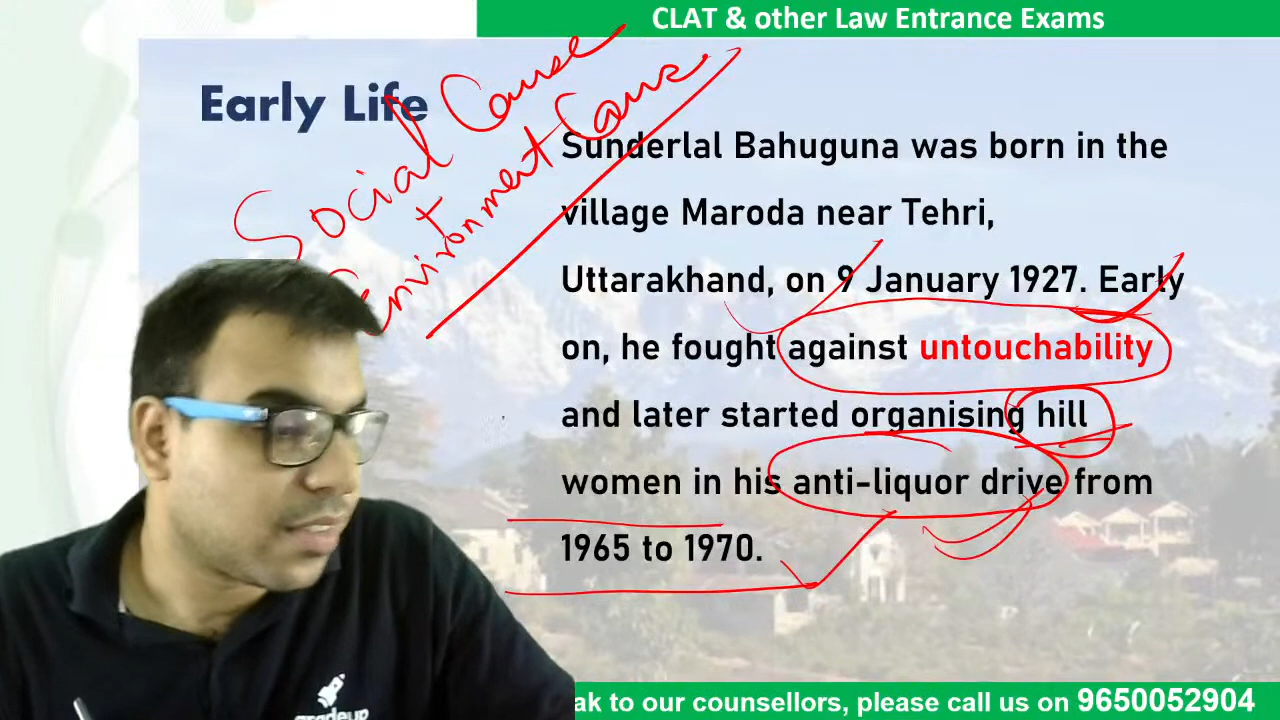 CLAT & other Law Entrance Exams
Early Life
Social Cause
+
Environment Cause
Sunderlal Bahuguna was born in the
village Maroda near Tehri,
Uttarakhand, on 9 January 1927. Early
on, he fought against untouchability
and later started organising hill
women in his anti-liquor drive from
1965 to 1970.
gradeup
ak to our counsellors, please call us on 9650052904